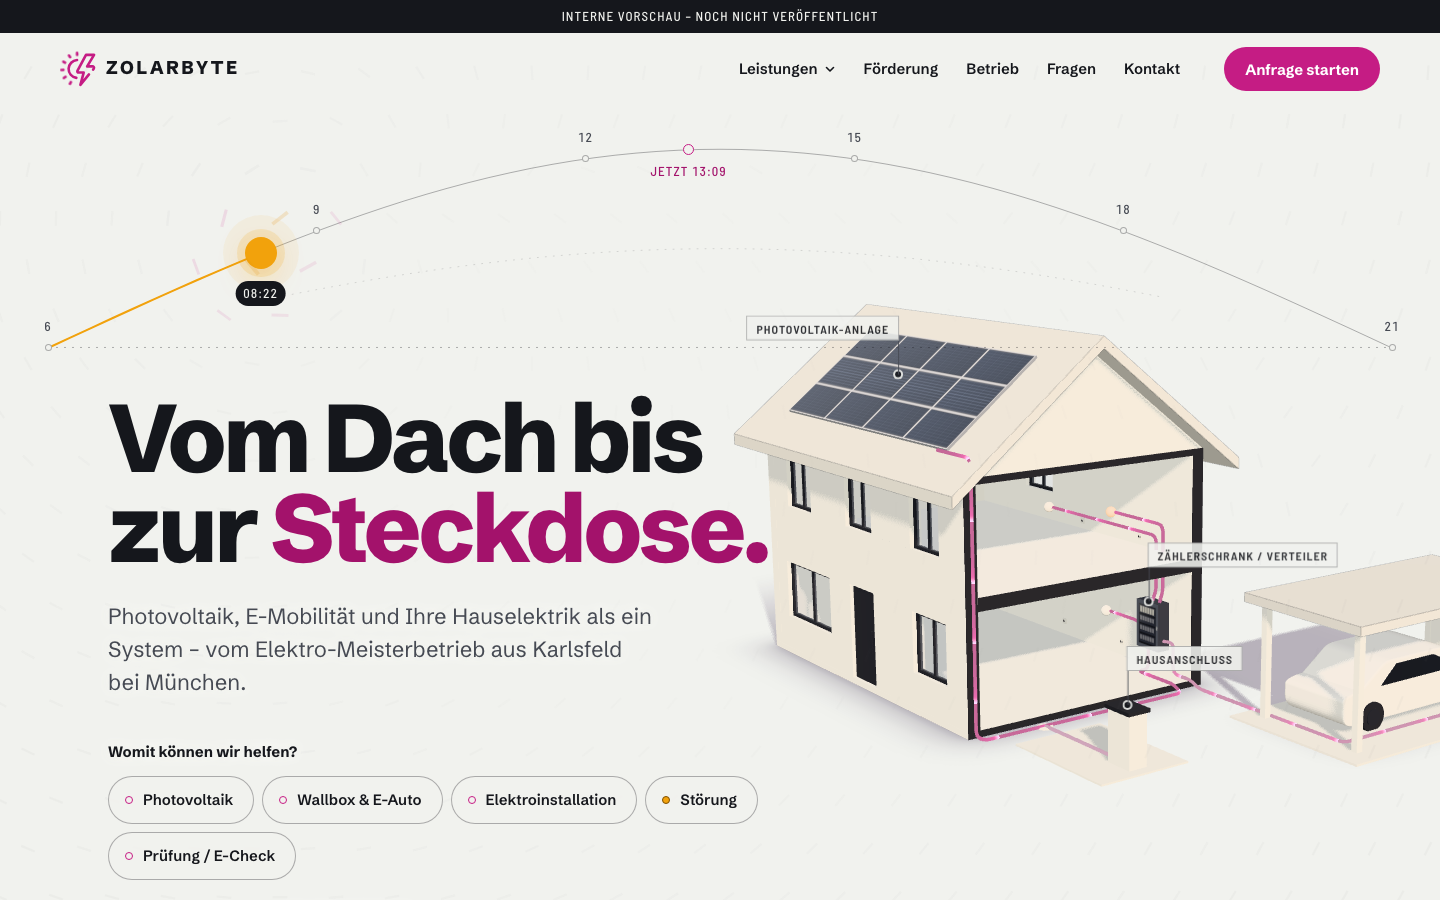 INTERNE VORSCHAU – NOCH NICHT VERÖFFENTLICHT
ZOLARBYTE
Leistungen
Förderung
Betrieb
Fragen
Kontakt
Anfrage starten
12
15
JETZT 13:09
9
18
08:22
6
21
PHOTOVOLTAIK-ANLAGE
Vom Dach bis
zur Steckdose.
ZÄHLERSCHRANK / VERTEILER
HAUSANSCHLUSS
Photovoltaik, E-Mobilität und Ihre Hauselektrik als ein
System – vom Elektro-Meisterbetrieb aus Karlsfeld
bei München.
Womit können wir helfen?
Photovoltaik
Wallbox & E-Auto
Elektroinstallation
Störung
Prüfung / E-Check